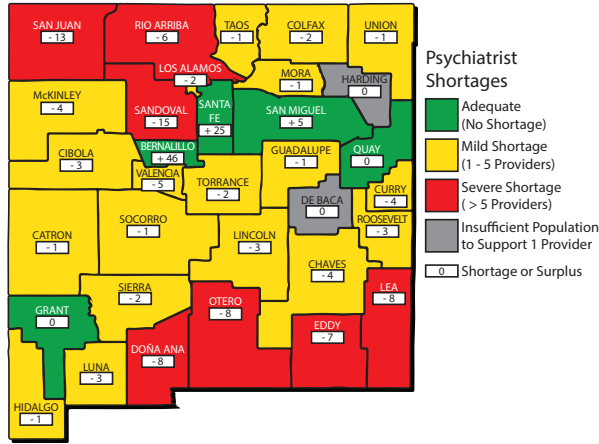 SAN JUAN
- 13
RIO ARRIBA
- 6
TAOS
- 1
COLFAX
- 2
UNION
- 1
LOS ALAMOS
- 2
MORA
- 1
HARDING
0
McKINLEY
- 4
SANDOVAL
- 15
SANTA
FE
+ 25
SAN MIGUEL
+ 5
CIBOLA
- 3
BERNALILLO
+ 46
VALENCIA
- 5
TORRANCE
- 2
GUADALUPE
- 1
QUAY
0
DE BACA
0
CURRY
- 4
ROOSEVELT
- 3
CATRON
- 1
SOCORRO
- 1
LINCOLN
- 3
CHAVES
- 4
SIERRA
- 2
OTERO
- 8
LEA
- 8
GRANT
0
DOÑA ANA
- 8
EDDY
- 7
LUNA
- 3
HIDALGO
- 1
Psychiatrist
Shortages
Adequate
(No Shortage)
Mild Shortage
(1 - 5 Providers)
Severe Shortage
( > 5 Providers)
Insufficient Population
to Support 1 Provider
0 Shortage or Surplus